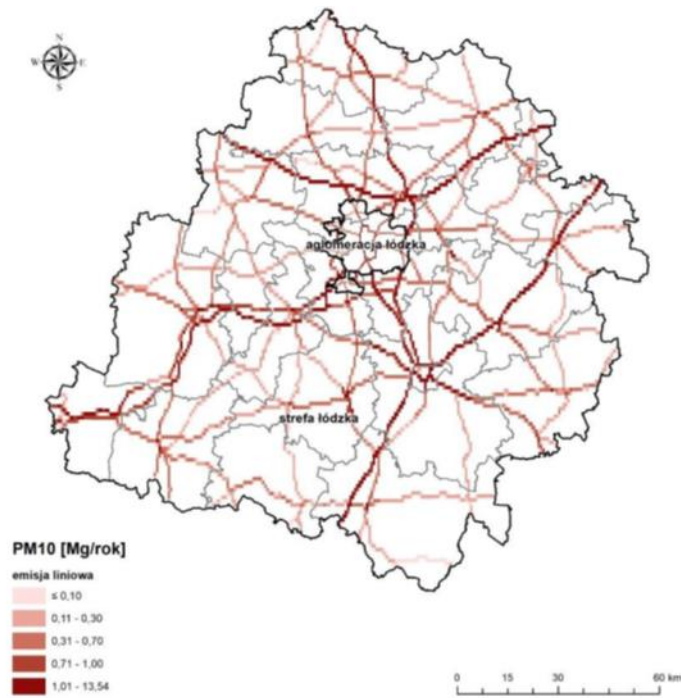 N
W E
S
aglomeracja łódzka
strefa łódzka
PM10 [Mg/rok]
emisja liniowa
≤ 0,10
0,11 - 0,30
0,31 - 0,70
0,71 - 1,00
1,01 - 13,54
0 15 30 60 km